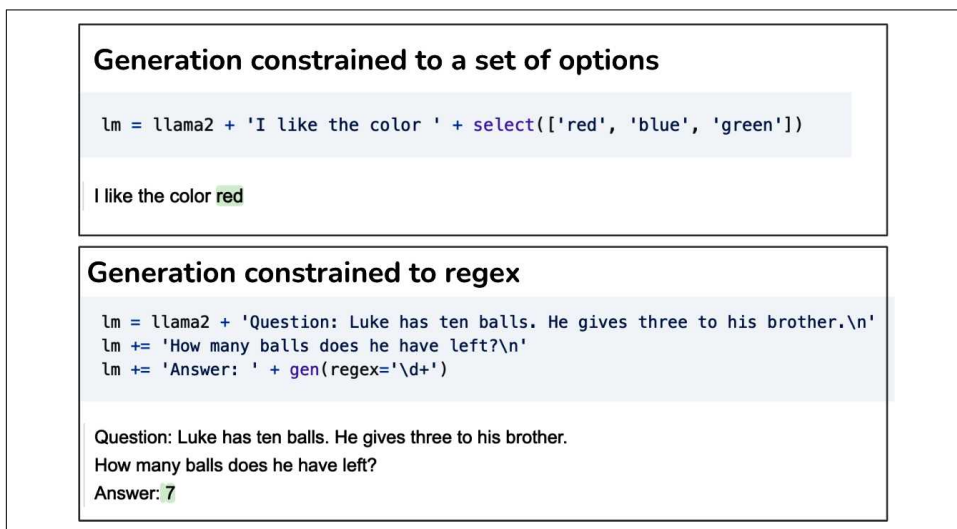 Generation constrained to a set of options
lm = llama2 + 'I like the color ' + select(['red', 'blue', 'green'])
I like the color red
Generation constrained to regex
lm = llama2 + 'Question: Luke has ten balls. He gives three to his brother.\n'
lm += 'How many balls does he have left?\n'
lm += 'Answer: ' + gen(regex='\d+')
Question: Luke has ten balls. He gives three to his brother.
How many balls does he have left?
Answer: 7